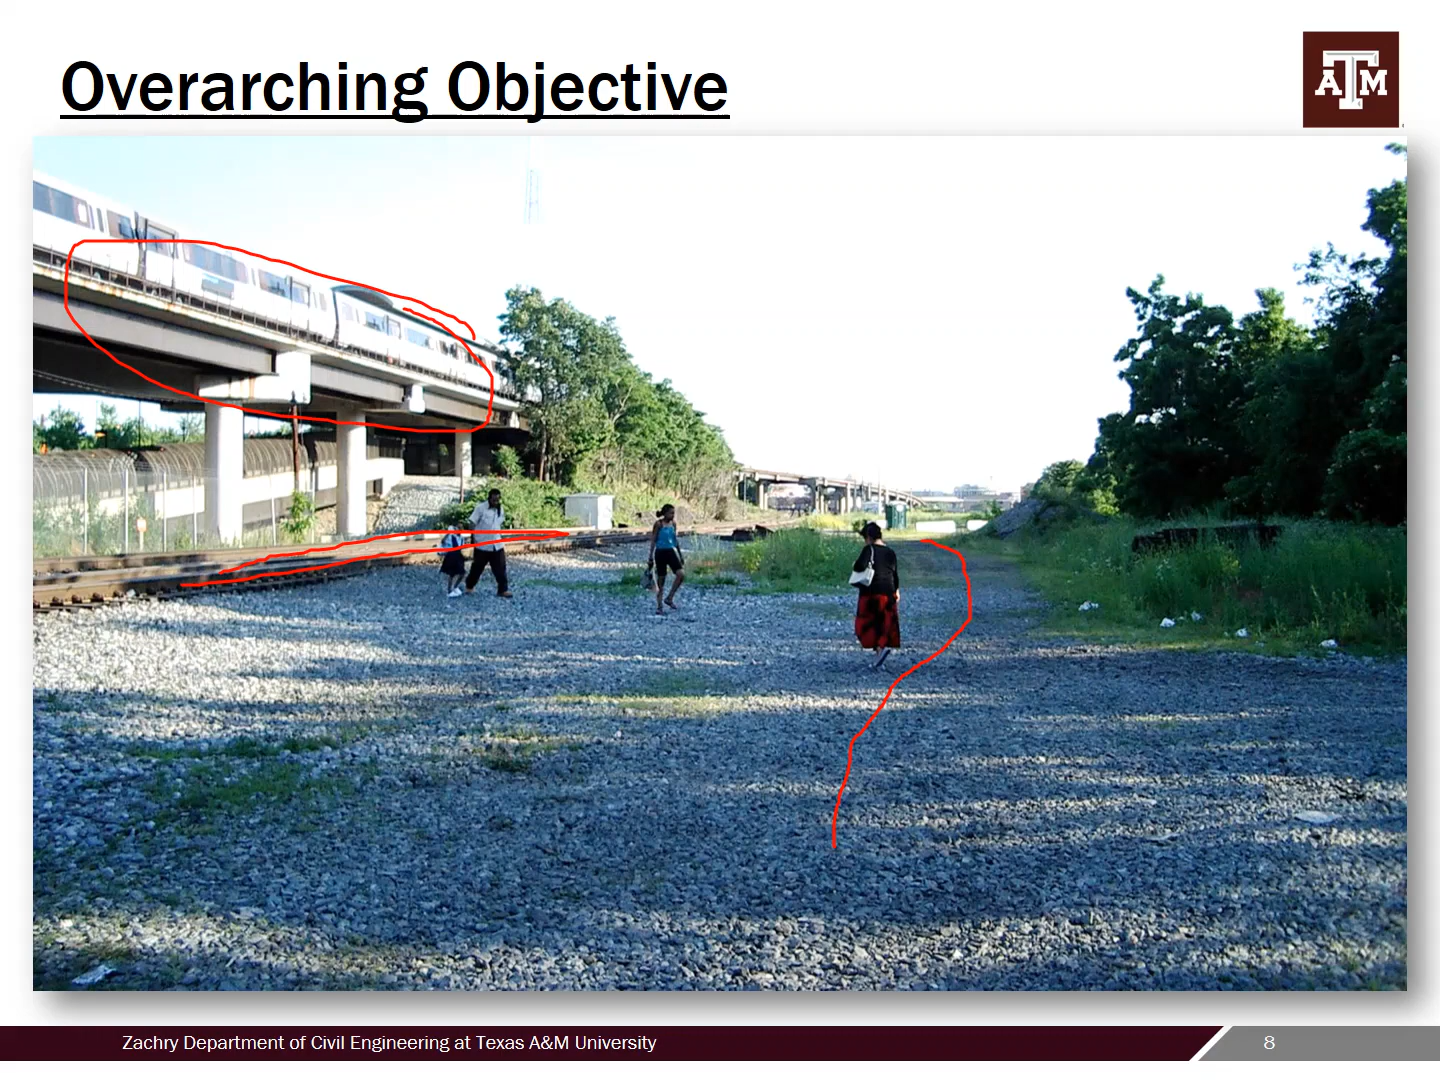 Overarching Objective
ATM
Zachry Department of Civil Engineering at Texas A&M University
8